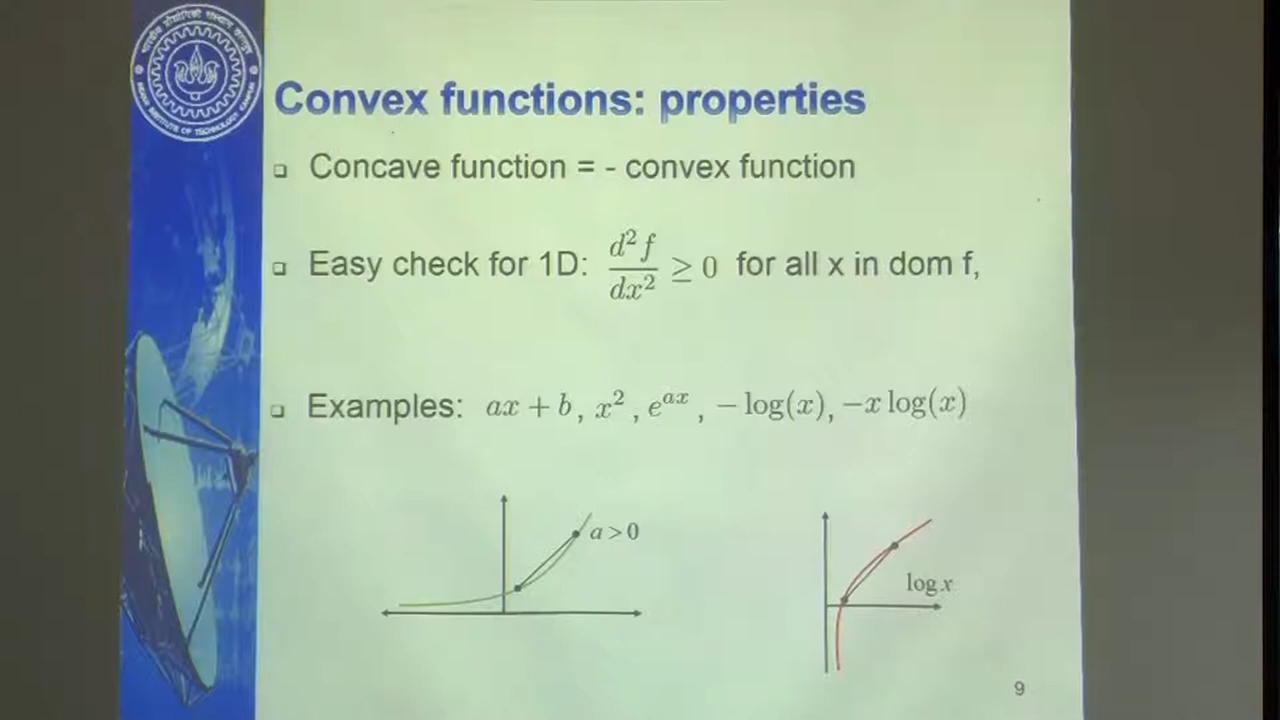 Convex functions: properties
Concave function = - convex function
Easy check for 1D: d²f/dx² ≥ 0 for all x in dom f,
Examples: ax + b, x², e^{ax}, − log(x), −x log(x)
a > 0
log x
9